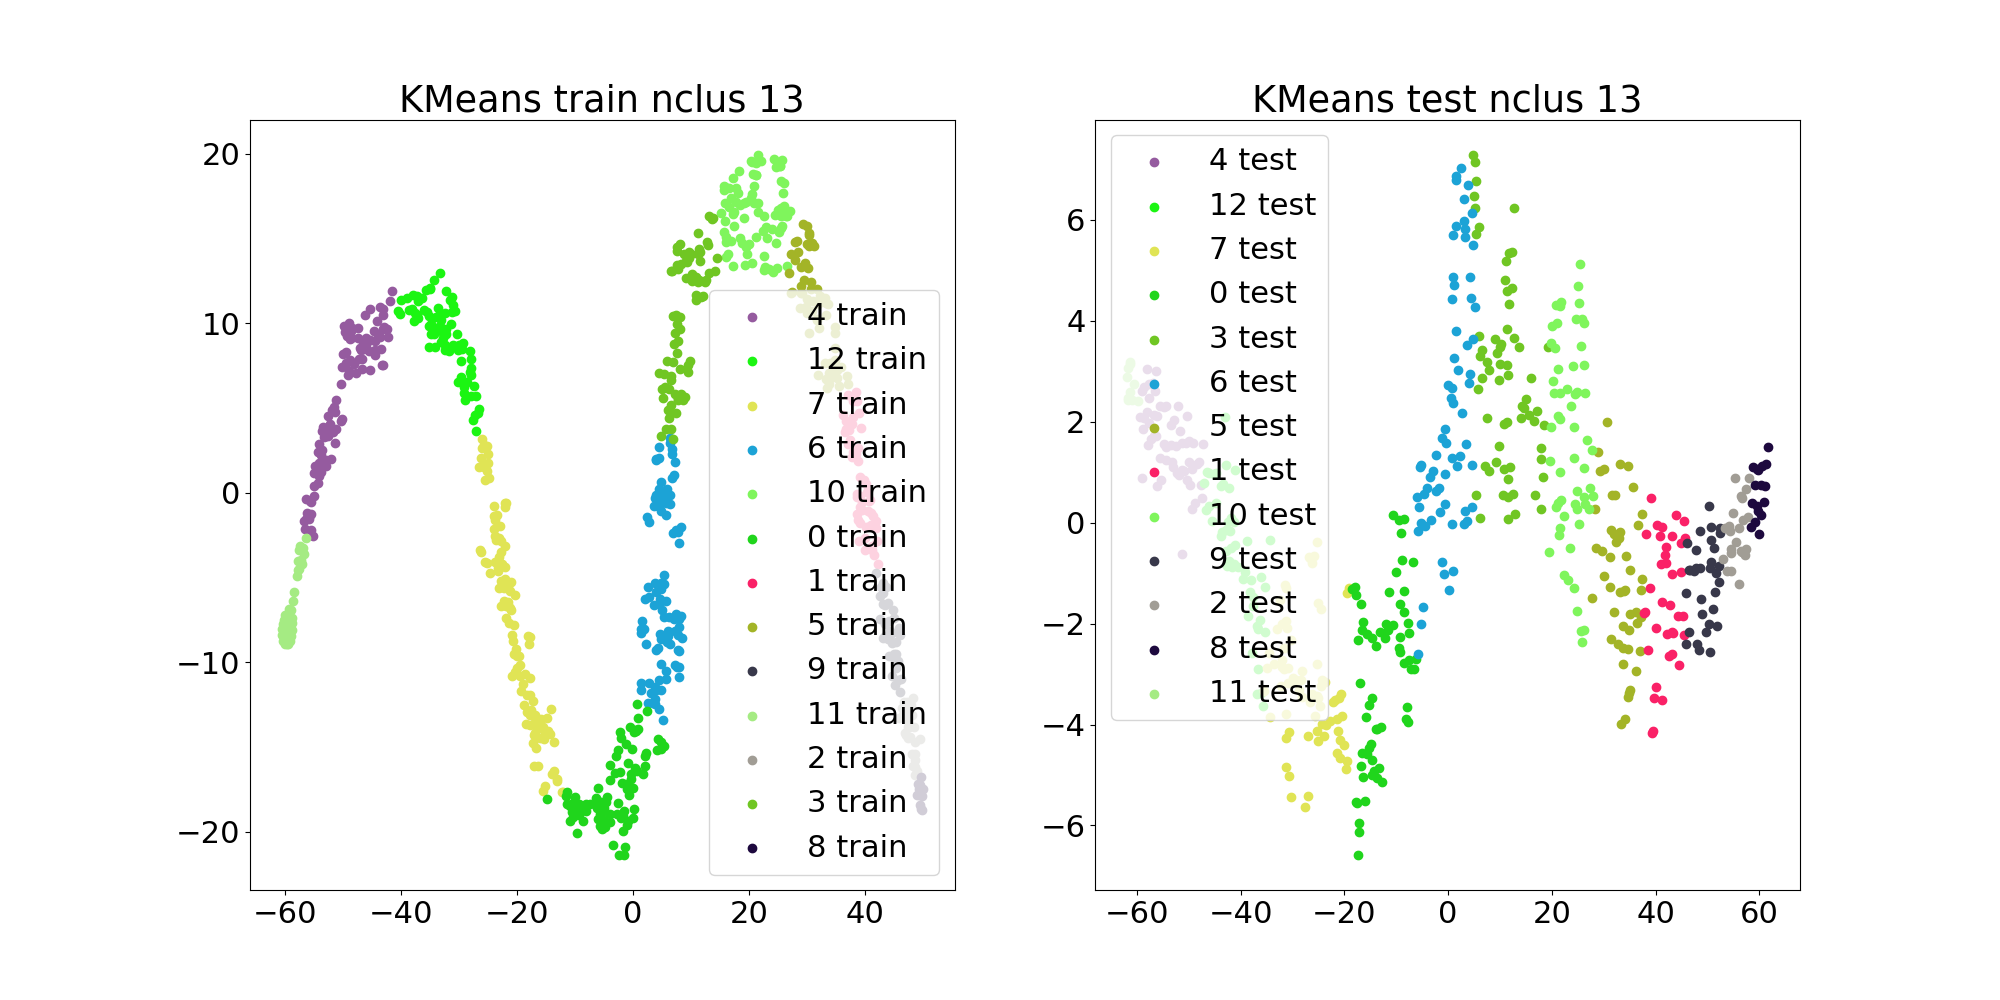 KMeans train nclus 13
20
10
0
−10
−20
−60
−40
−20
0
20
40
4 train
12 train
7 train
6 train
10 train
0 train
1 train
5 train
9 train
11 train
2 train
3 train
8 train
KMeans test nclus 13
6
4
2
0
−2
−4
−6
−60
−40
−20
0
20
40
60
4 test
12 test
7 test
0 test
3 test
6 test
5 test
1 test
10 test
9 test
2 test
8 test
11 test